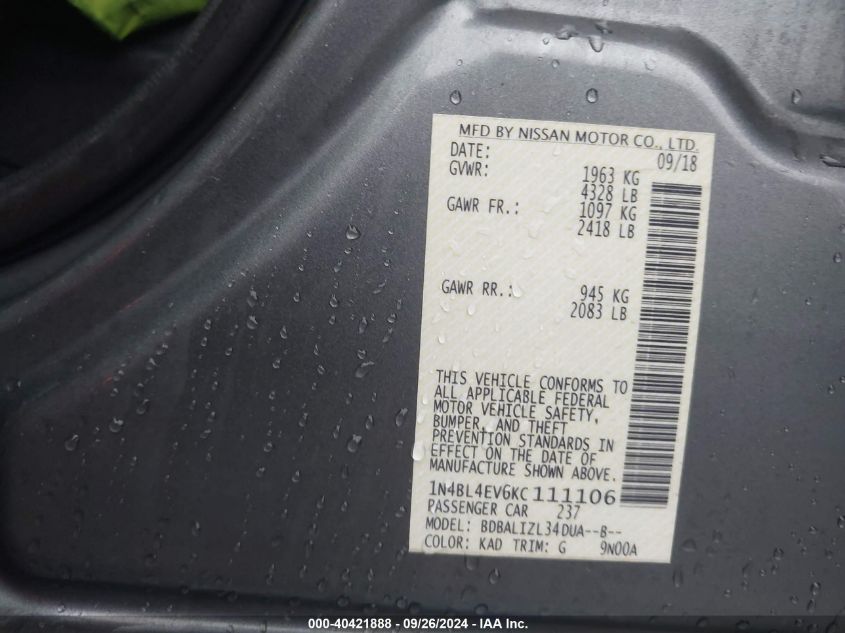 MFD BY NISSAN MOTOR CO., LTD.
DATE: 09/18
GVWR: 1963 KG
4328 LB
GAWR FR.: 1097 KG
2418 LB
GAWR RR.: 945 KG
2083 LB
THIS VEHICLE CONFORMS TO
ALL APPLICABLE FEDERAL
MOTOR VEHICLE SAFETY,
BUMPER, AND THEFT
PREVENTION STANDARDS IN
EFFECT ON THE DATE OF
MANUFACTURE SHOWN ABOVE.
1N4BL4EV6KC111106
PASSENGER CAR 237
MODEL: BDBALIZL34DUA--B--
COLOR: KAD TRIM: G 9N00A
000-40421888 - 09/26/2024 - IAA Inc.